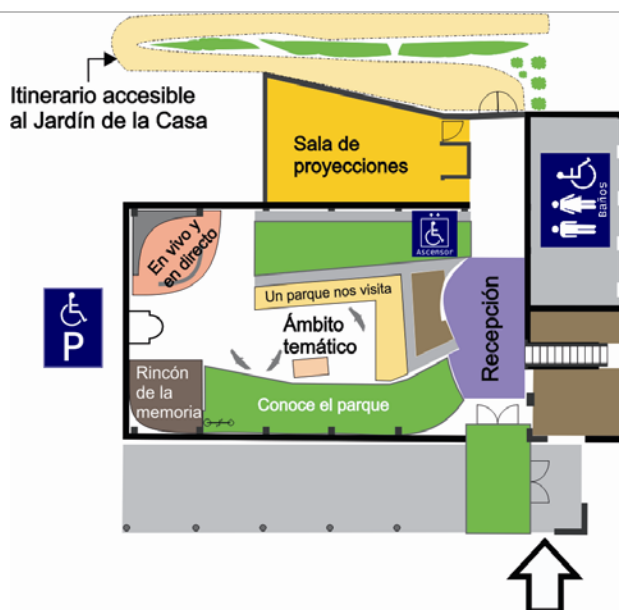 Itinerario accesible
al Jardín de la Casa
Sala de
proyecciones
Baños
Ascensor
En vivo y
en directo
Un parque nos visita
Ámbito
temático
Recepción
P
Rincón
de la
memoria
Conoce el parque